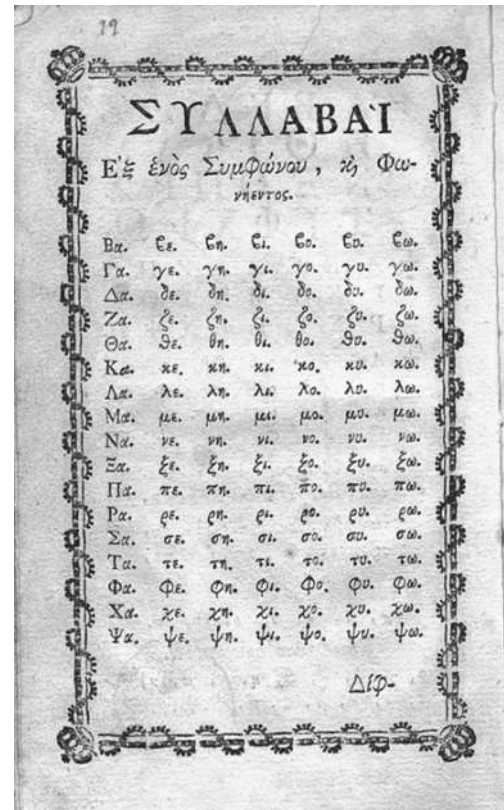 19
ΣΥΛΛΑΒΑῚ
Ε᾿ξ ἑνὸς Συμφώνου, ϗ Φω-
νήεντος.
Βα. ϐε. ϐη. ϐι. ϐο. ϐυ. ϐω.
Γα. γε. γη. γι. γο. γυ. γω.
Δα. δε. δη. δι. δο. δυ. δω.
Ζα. ζε. ζη. ζι. ζο. ζυ. ζω.
Θα. ϑε. θη. θι. θο. ϑυ. ϑω.
Κα. κε. κη. κι. κο. κυ. κω.
Λα. λε. λη. λι. λο. λυ. λω.
Μα. με. μη. μι. μο. μυ. μω.
Να. νε. νη. νι. νο. νυ. νω.
Ξα. ξε. ξη. ξι. ξο. ξυ. ξω.
Πα. πε. πη. πι. πο. πυ. πω.
Ρα. ρε. ρη. ρι. ρο. ρυ. ρω.
Σα. σε. ση. σι. σο. συ. σω.
Τα. τε. τη. τι. το. τυ. τω.
Φα. Φε. Φη. Φι. Φο. Φυ. Φω.
Χα. χε. χη. χι. χο. χυ. χω.
Ψα. ψε. ψη. ψι. ψο. ψυ. ψω.
Δίφ-